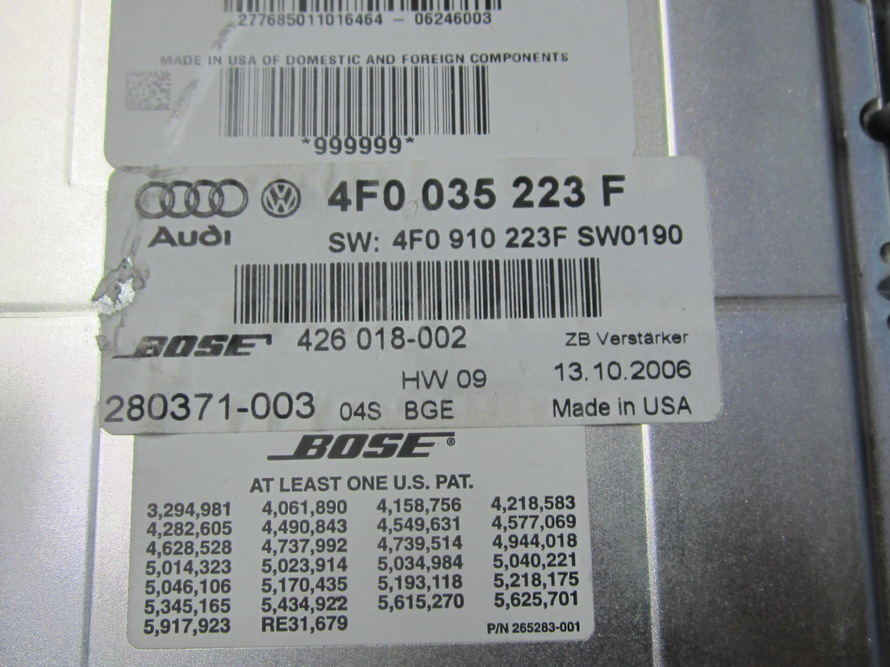 277685011016464 – 06246003
MADE IN USA OF DOMESTIC AND FOREIGN COMPONENTS
*999999*
4F0 035 223 F
Audi
SW: 4F0 910 223F SW0190
BOSE 426 018-002
ZB Verstärker
HW 09
13.10.2006
280371-003 04S BGE
Made in USA
BOSE®
AT LEAST ONE U.S. PAT.
3,294,981 4,061,890 4,158,756 4,218,583
4,282,605 4,490,843 4,549,631 4,577,069
4,628,528 4,737,992 4,739,514 4,944,018
5,014,323 5,023,914 5,034,984 5,040,221
5,046,106 5,170,435 5,193,118 5,218,175
5,345,165 5,434,922 5,615,270 5,625,701
5,917,923 RE31,679
P/N 265283-001